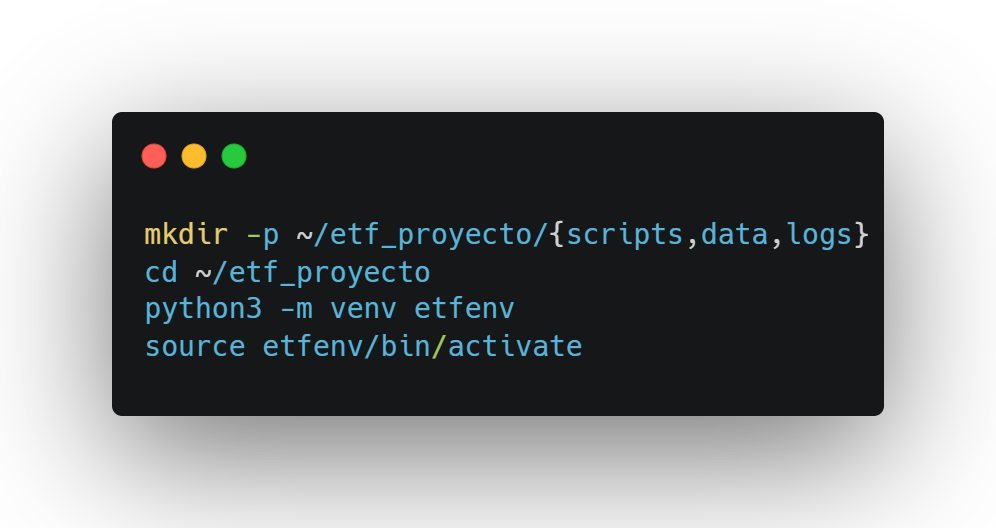 mkdir -p ~/etf_proyecto/{scripts,data,logs}
cd ~/etf_proyecto
python3 -m venv etfenv
source etfenv/bin/activate